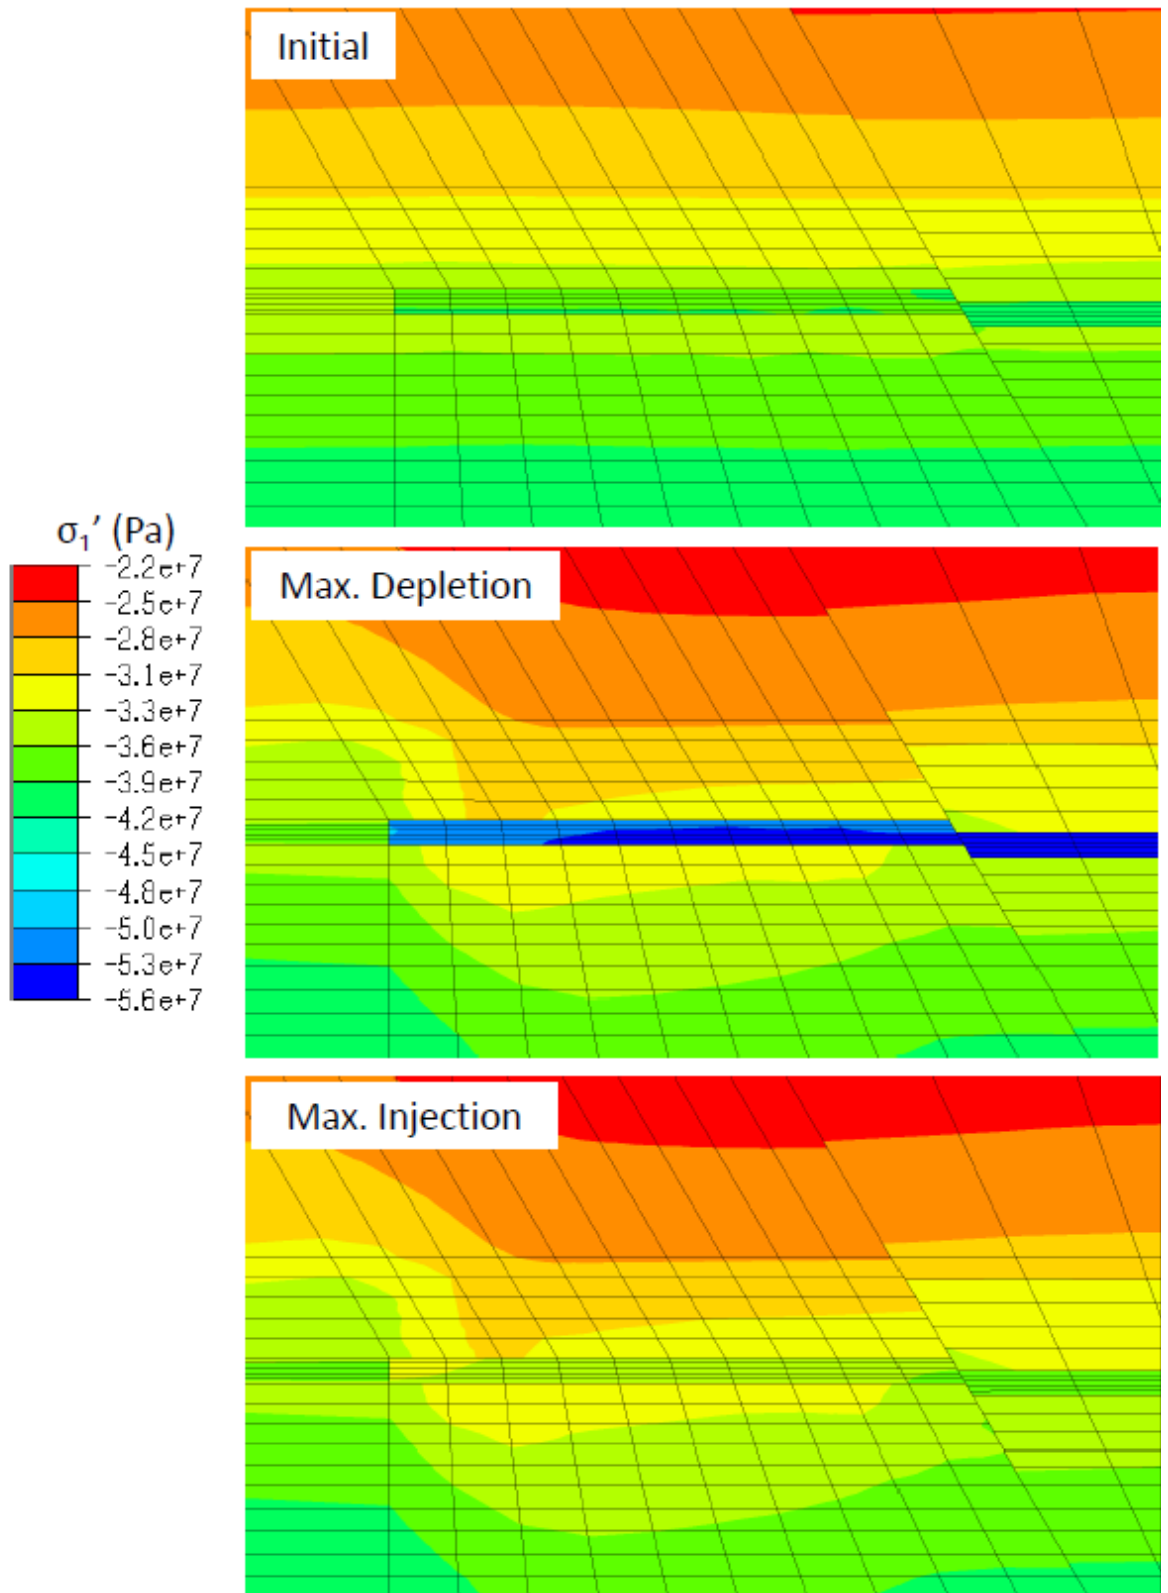 Initial
σ₁’ (Pa)
-2.2e+7
-2.5e+7
-2.8e+7
-3.1e+7
-3.3e+7
-3.6e+7
-3.9e+7
-4.2e+7
-4.5e+7
-4.8e+7
-5.0e+7
-5.3e+7
-5.6e+7
Max. Depletion
Max. Injection